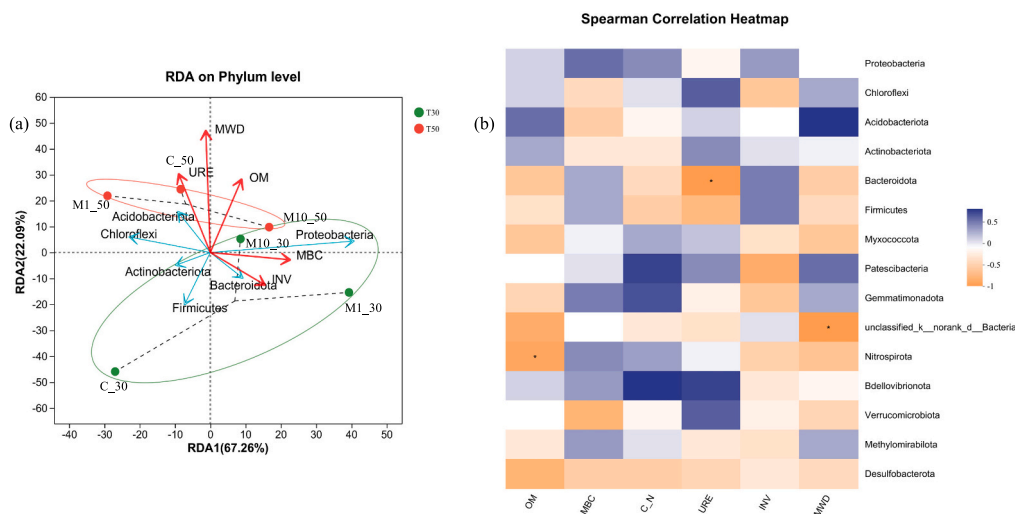 (a)
RDA on Phylum level
RDA2(22.09%)
60
50
40
30
20
10
0
-10
-20
-30
-40
-50
-60
-40
-30
-20
-10
0
10
20
30
40
50
RDA1(67.26%)
T30
T50
MWD
C_50
URE
OM
M1_50
Acidobacteriota
M10_50
Chloroflexi
M10_30
Proteobacteria
MBC
Actinobacteriota
Bacteroidota
INV
Firmicutes
M1_30
C_30
(b)
Spearman Correlation Heatmap
Proteobacteria
Chloroflexi
Acidobacteriota
Actinobacteriota
Bacteroidota
*
Firmicutes
Myxococcota
Patescibacteria
Gemmatimonadota
unclassified_k__norank_d__Bacteria
*
Nitrospirota
*
Bdellovibrionota
Verrucomicrobiota
Methylomirabilota
Desulfobacterota
OM
MBC
C_N
URE
INV
MWD
0.5
0
-0.5
-1